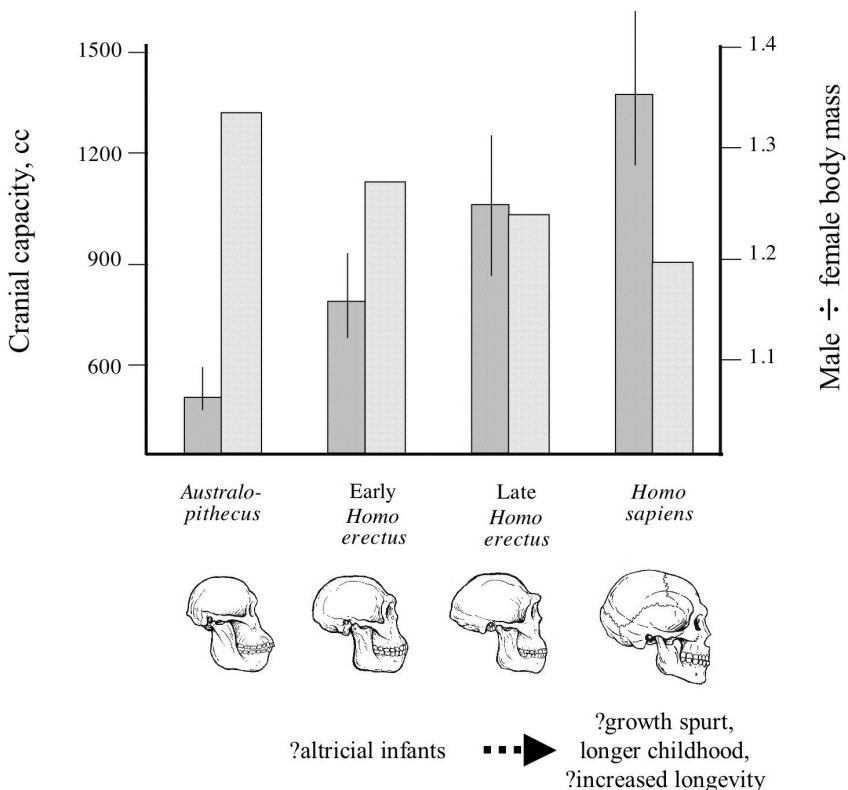 Cranial capacity, cc
1500
1200
900
600
1.4
1.3
1.2
1.1
Male ÷ female body mass
Australo-
pithecus
Early
Homo
erectus
Late
Homo
erectus
Homo
sapiens
?altricial infants
?growth spurt,
longer childhood,
?increased longevity